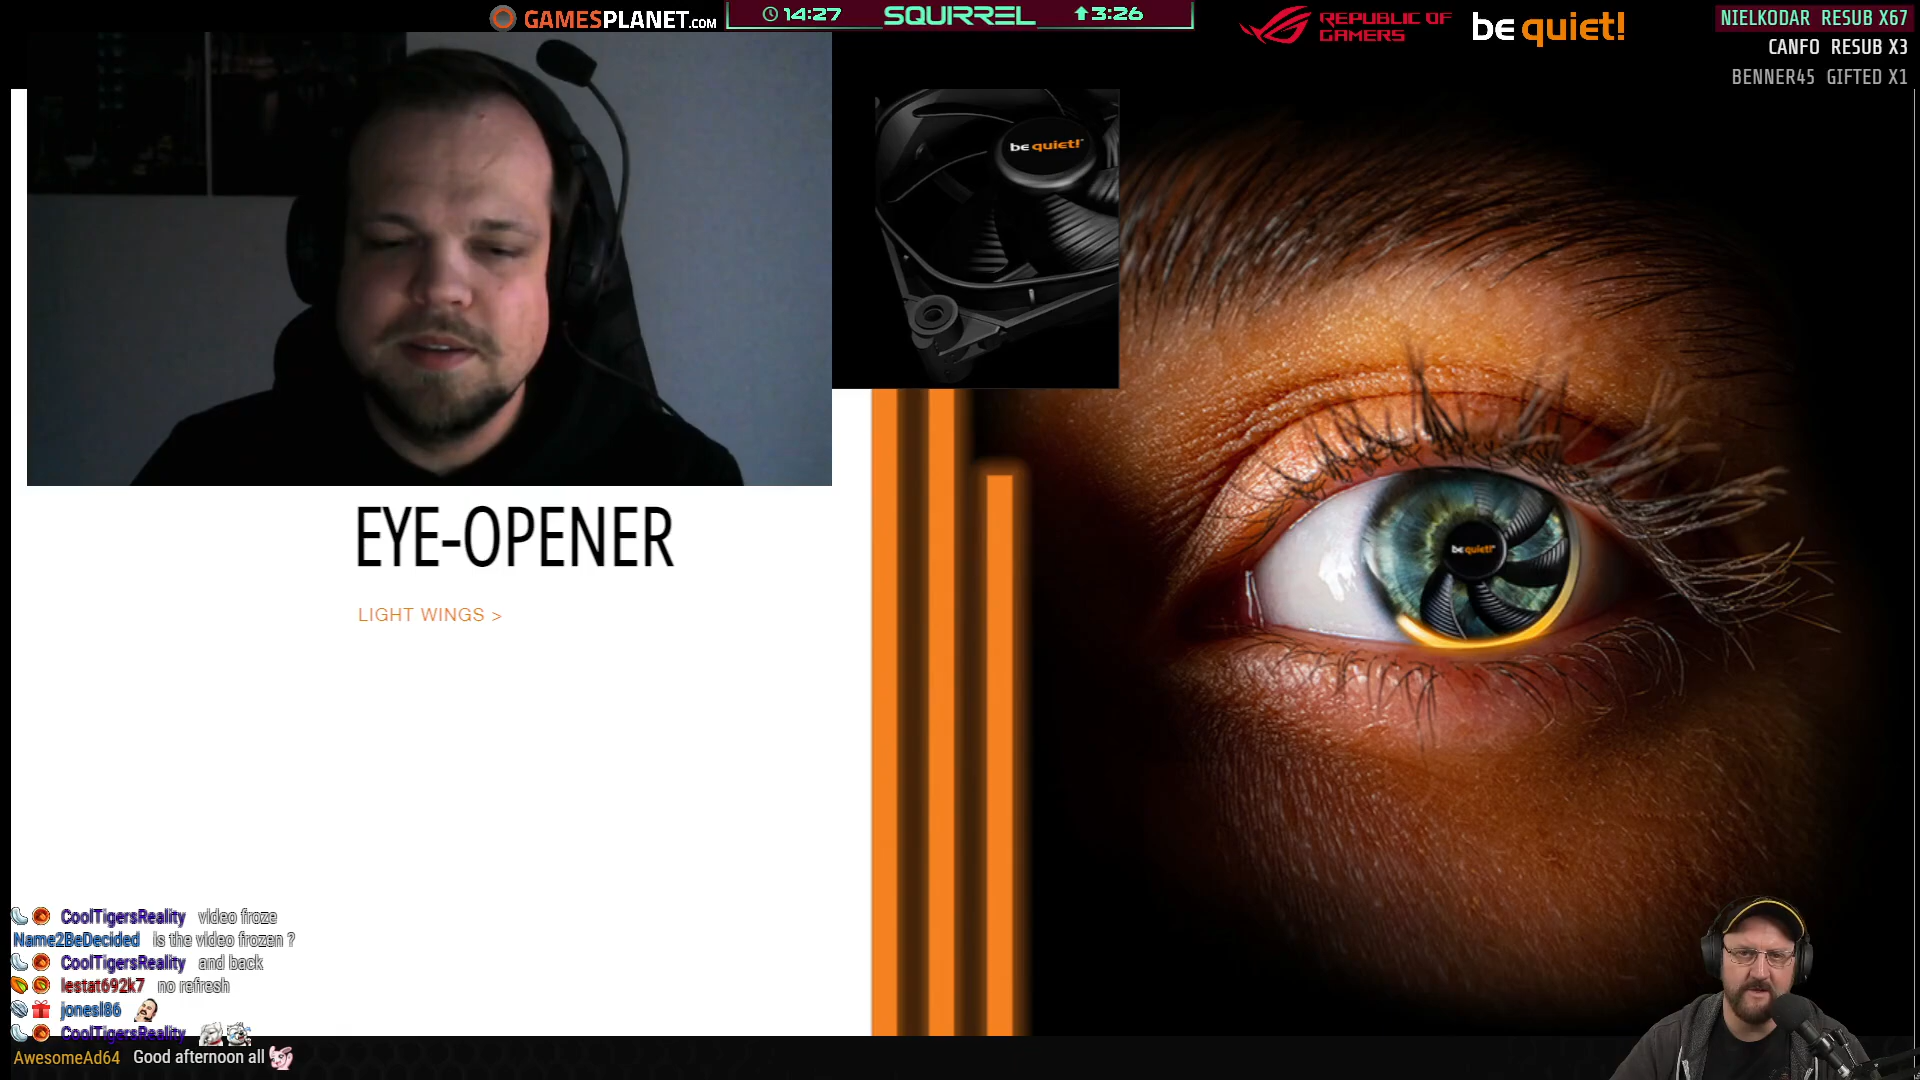 GAMESPLANET.COM
14:27
SQUIRREL
3:26
REPUBLIC OF
GAMERS
be quiet!
NIELKODAR RESUB X67
CANFO RESUB X3
BENNER45 GIFTED X1
be quiet!
EYE-OPENER
LIGHT WINGS >
be quiet!
CoolTigersReality video froze
Name2BeDecided is the video frozen ?
CoolTigersReality and back
lestat692k7 no refresh
jonesl86
CoolTigersReality
AwesomeAd64 Good afternoon all